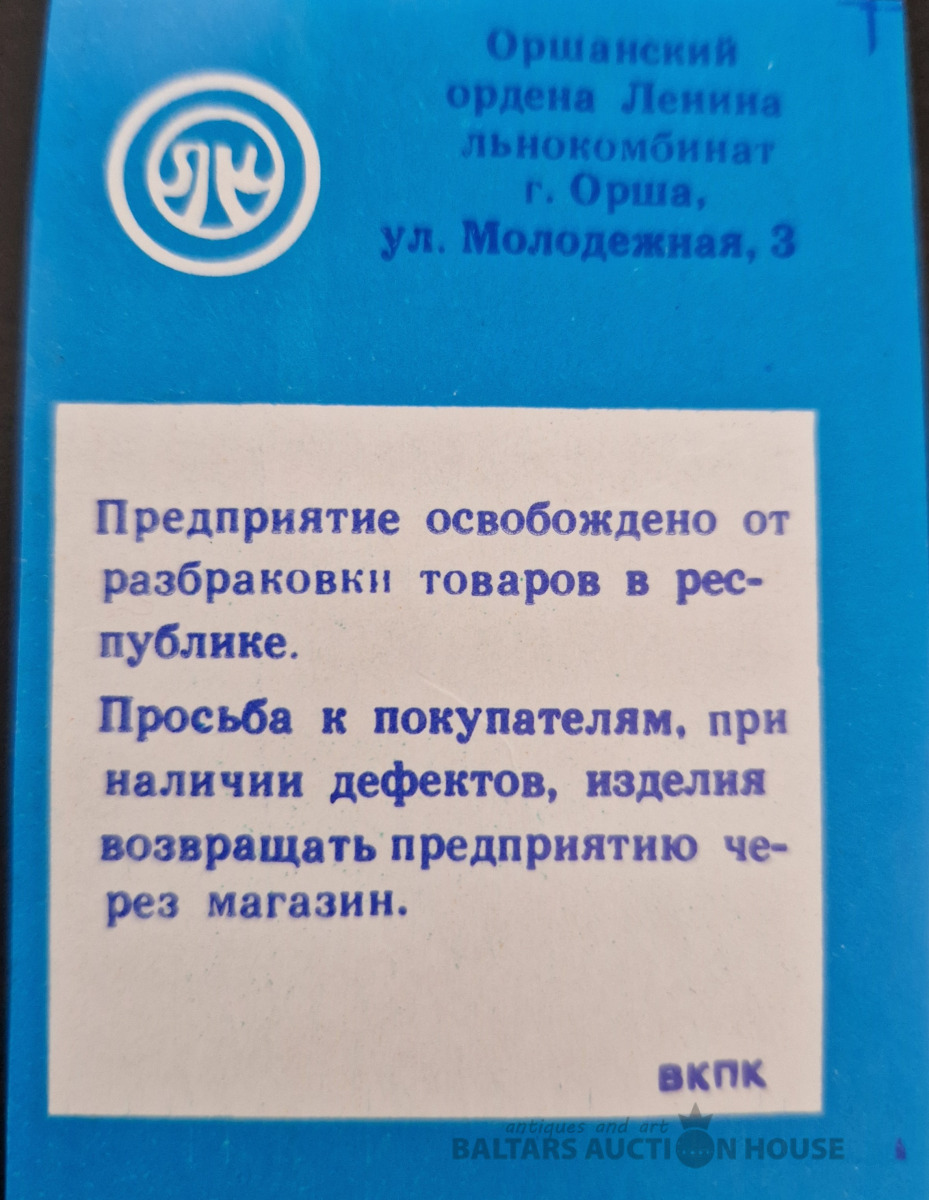 Оршанский
ордена Ленина
льнокомбинат
г. Орша,
ул. Молодежная, 3
ЛК
Предприятие освобождено от
разбраковки товаров в рес-
публике.
Просьба к покупателям, при
наличии дефектов, изделия
возвращать предприятию че-
рез магазин.
ВКПК
antiques and art
BALTARS AUCTION HOUSE